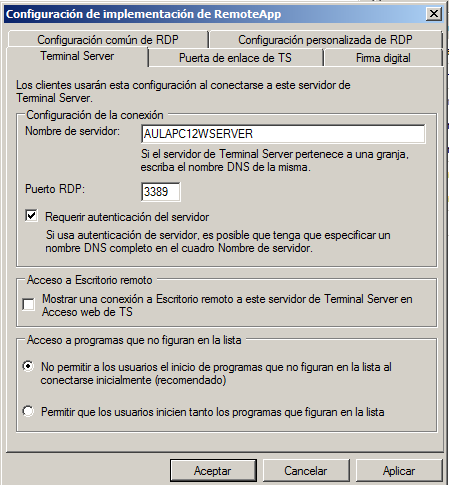 Configuración de implementación de RemoteApp
Configuración común de RDP
Configuración personalizada de RDP
Terminal Server
Puerta de enlace de TS
Firma digital
Los clientes usarán esta configuración al conectarse a este servidor de
Terminal Server.
Configuración de la conexión
Nombre de servidor:
AULAPC12WSERVER
Si el servidor de Terminal Server pertenece a una granja,
escriba el nombre DNS de la misma.
Puerto RDP:
3389
Requerir autenticación del servidor
Si usa autenticación de servidor, es posible que tenga que especificar un
nombre DNS completo en el cuadro Nombre de servidor.
Acceso a Escritorio remoto
Mostrar una conexión a Escritorio remoto a este servidor de Terminal Server en
Acceso web de TS
Acceso a programas que no figuran en la lista
No permitir a los usuarios el inicio de programas que no figuran en la lista al
conectarse inicialmente (recomendado)
Permitir que los usuarios inicien tanto los programas que figuran en la lista
Aceptar
Cancelar
Aplicar